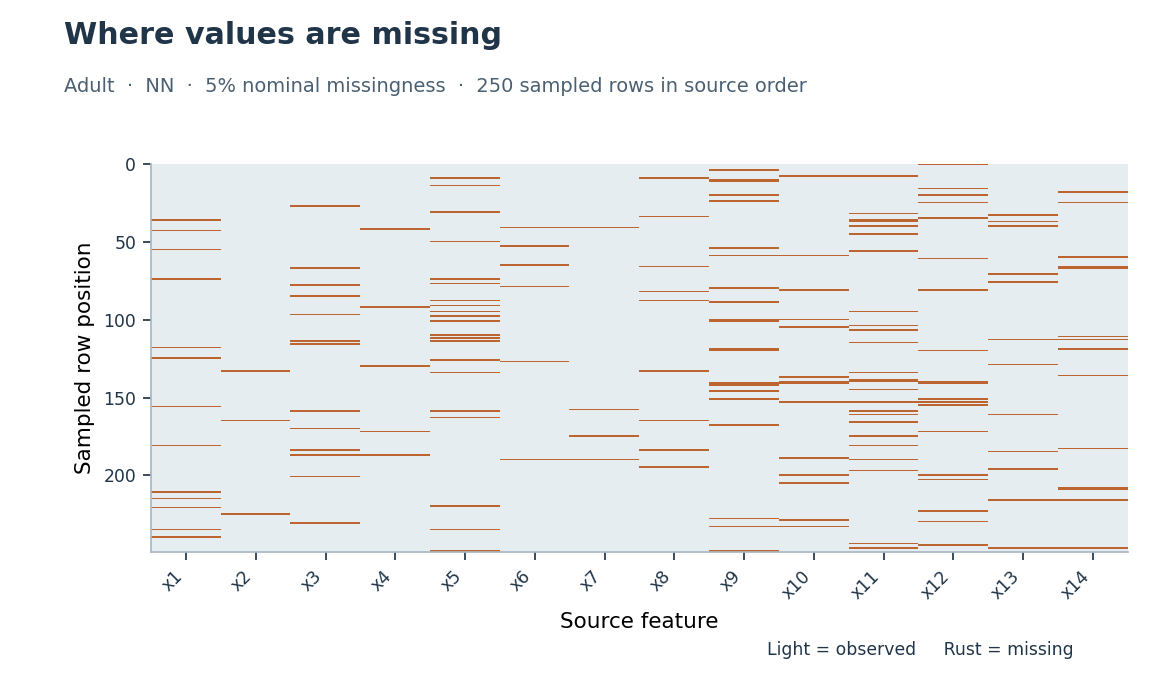 Where values are missing
Adult · NN · 5% nominal missingness · 250 sampled rows in source order
Sampled row position
0
50
100
150
200
x1 x2 x3 x4 x5 x6 x7 x8 x9 x10 x11 x12 x13 x14
Source feature
Light = observed Rust = missing